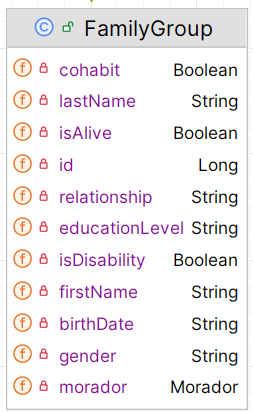 C FamilyGroup
f cohabit Boolean
f lastName String
f isAlive Boolean
f id Long
f relationship String
f educationLevel String
f isDisability Boolean
f firstName String
f birthDate String
f gender String
f morador Morador